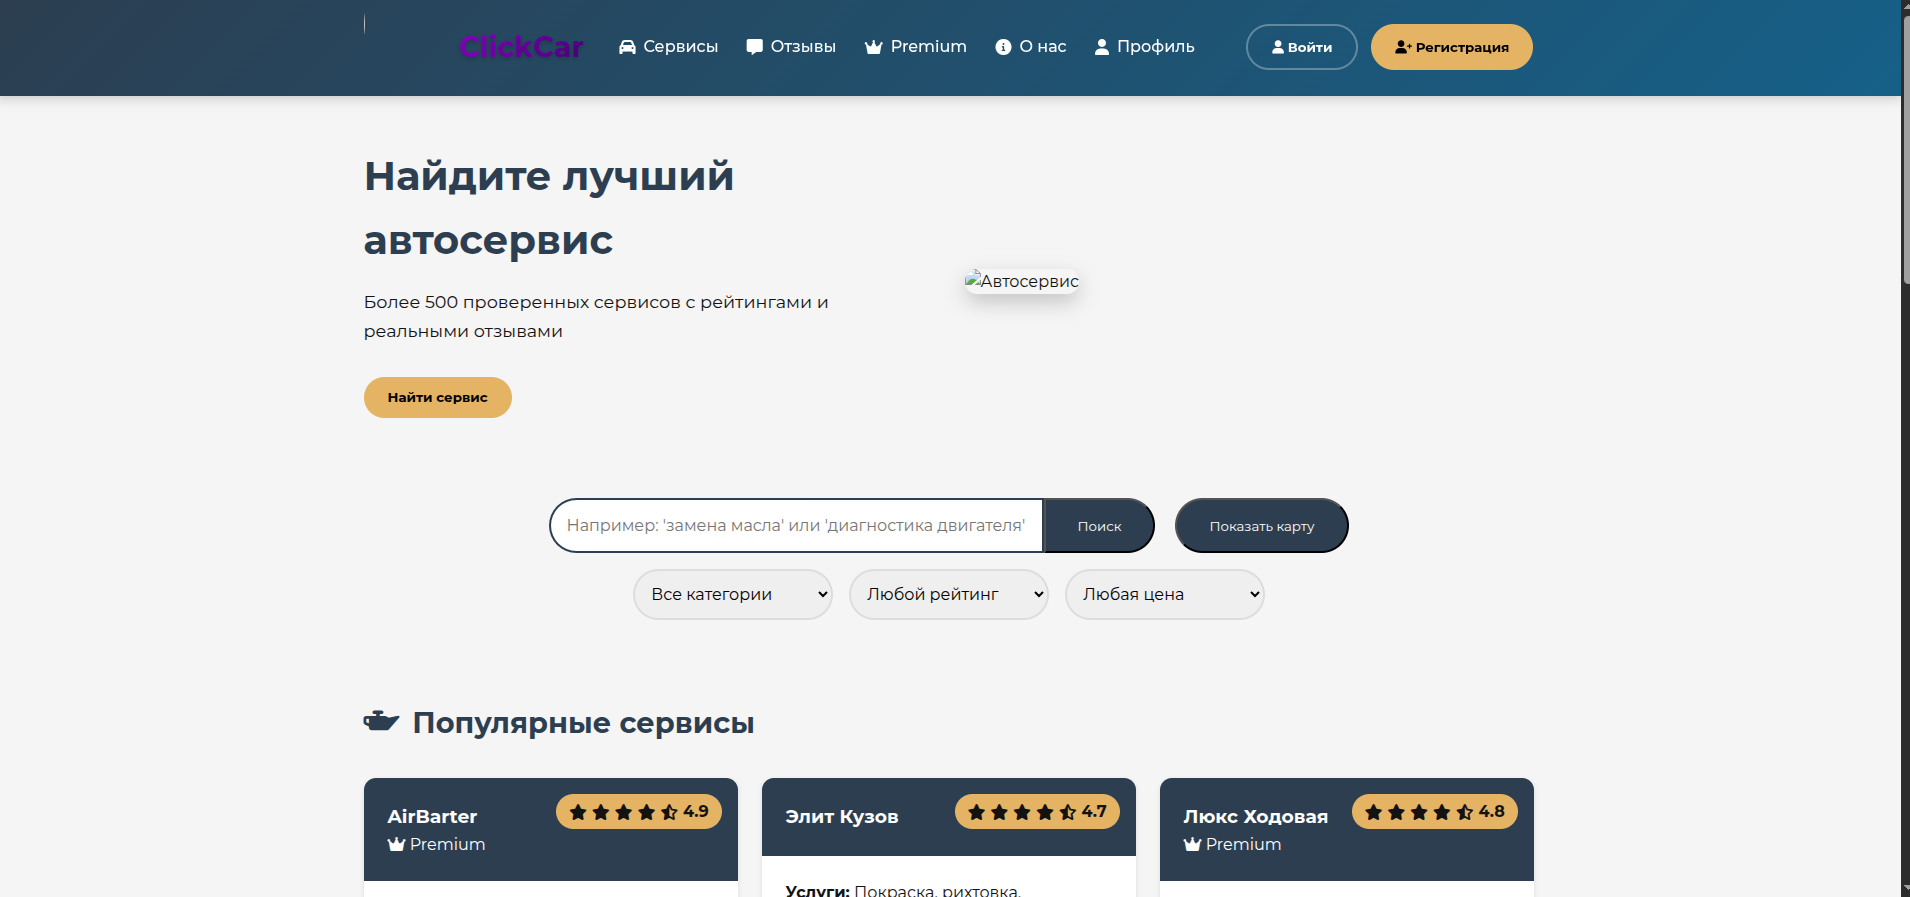 ClickCar
Сервисы
Отзывы
Premium
О нас
Профиль
Войти
Регистрация
Найдите лучший
автосервис
Более 500 проверенных сервисов с рейтингами и
реальными отзывами
Автосервис
Найти сервис
Например: 'замена масла' или 'диагностика двигателя'
Поиск
Показать карту
Все категории
Любой рейтинг
Любая цена
Популярные сервисы
AirBarter
4.9
Premium
Элит Кузов
4.7
Услуги: Покраска, рихтовка,
Люкс Ходовая
4.8
Premium